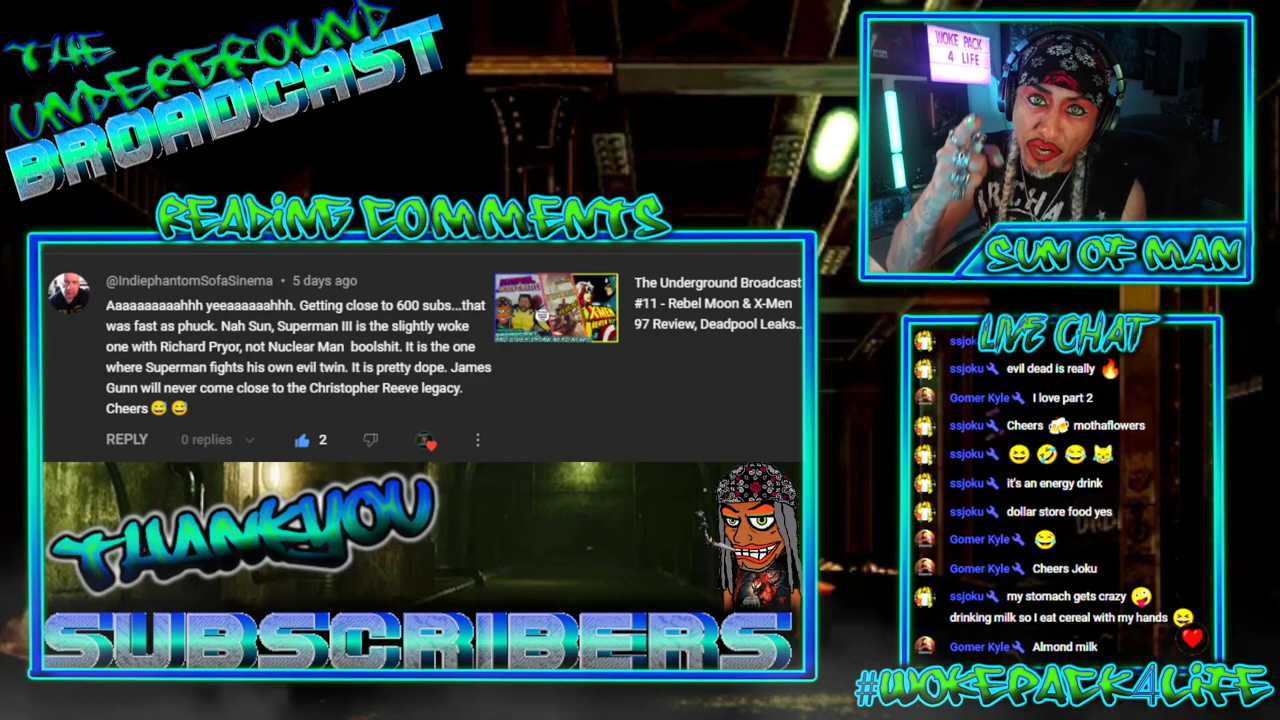 THE
UNDERGROUND
BROADCAST
WOKE PACK
4 LIFE
SUN OF MAN
READING COMMENTS
@IndiephantomSofaSinema • 5 days ago
Aaaaaaaaaahhh yeeaaaaaahhh. Getting close to 600 subs...that
was fast as phuck. Nah Sun, Superman III is the slightly woke
one with Richard Pryor, not Nuclear Man boolshit. It is the one
where Superman fights his own evil twin. It is pretty dope. James
Gunn will never come close to the Christopher Reeve legacy.
Cheers 😅 😅
REPLY 0 replies 2
The Underground Broadcast
#11 - Rebel Moon & X-Men
97 Review, Deadpool Leaks...
THANKYOU
SUBSCRIBERS
LIVE CHAT
ssjoku evil dead is really 🔥
Gomer Kyle I love part 2
ssjoku Cheers 🍻 mothaflowers
ssjoku 😆 🤣 😂 😹
ssjoku it's an energy drink
ssjoku dollar store food yes
Gomer Kyle 😂
Gomer Kyle Cheers Joku
ssjoku my stomach gets crazy 🤪
drinking milk so I eat cereal with my hands 😆
Gomer Kyle Almond milk
#WOKEPACK4LIFE